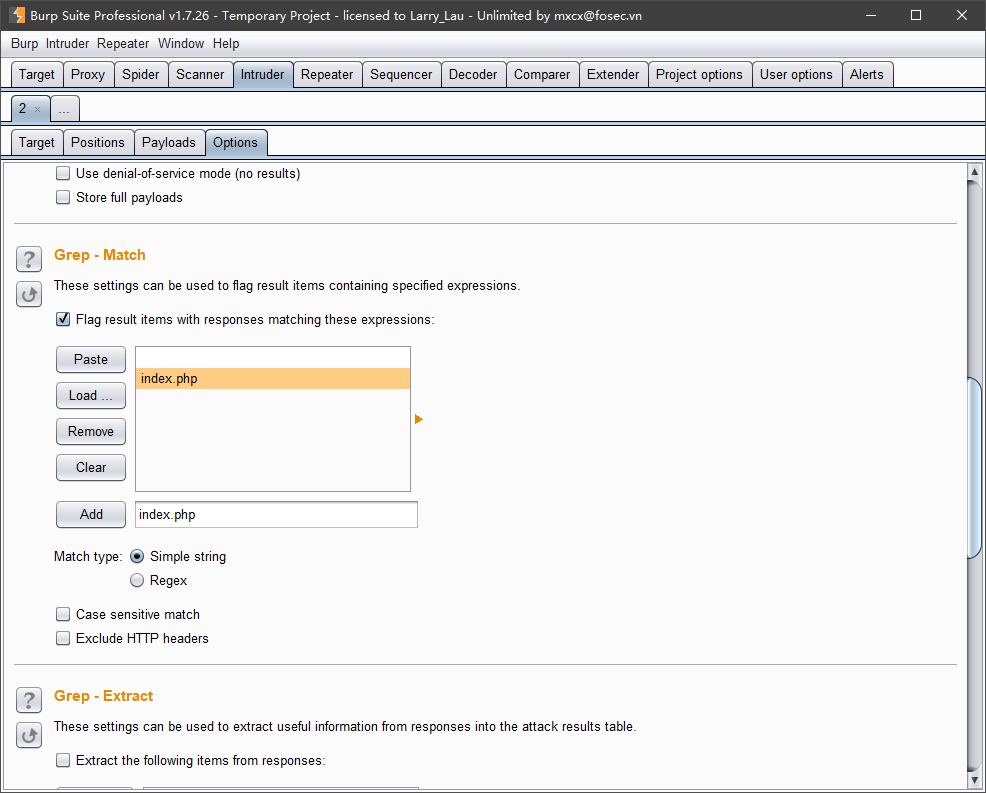 Burp Suite Professional v1.7.26 - Temporary Project - licensed to Larry_Lau - Unlimited by mxcx@fosec.vn
Burp Intruder Repeater Window Help
Target Proxy Spider Scanner Intruder Repeater Sequencer Decoder Comparer Extender Project options User options Alerts
2 × ...
Target Positions Payloads Options
Use denial-of-service mode (no results)
Store full payloads
? Grep - Match
These settings can be used to flag result items containing specified expressions.
Flag result items with responses matching these expressions:
Paste
index.php
Load ...
Remove
Clear
Add index.php
Match type: Simple string
Regex
Case sensitive match
Exclude HTTP headers
? Grep - Extract
These settings can be used to extract useful information from responses into the attack results table.
Extract the following items from responses: